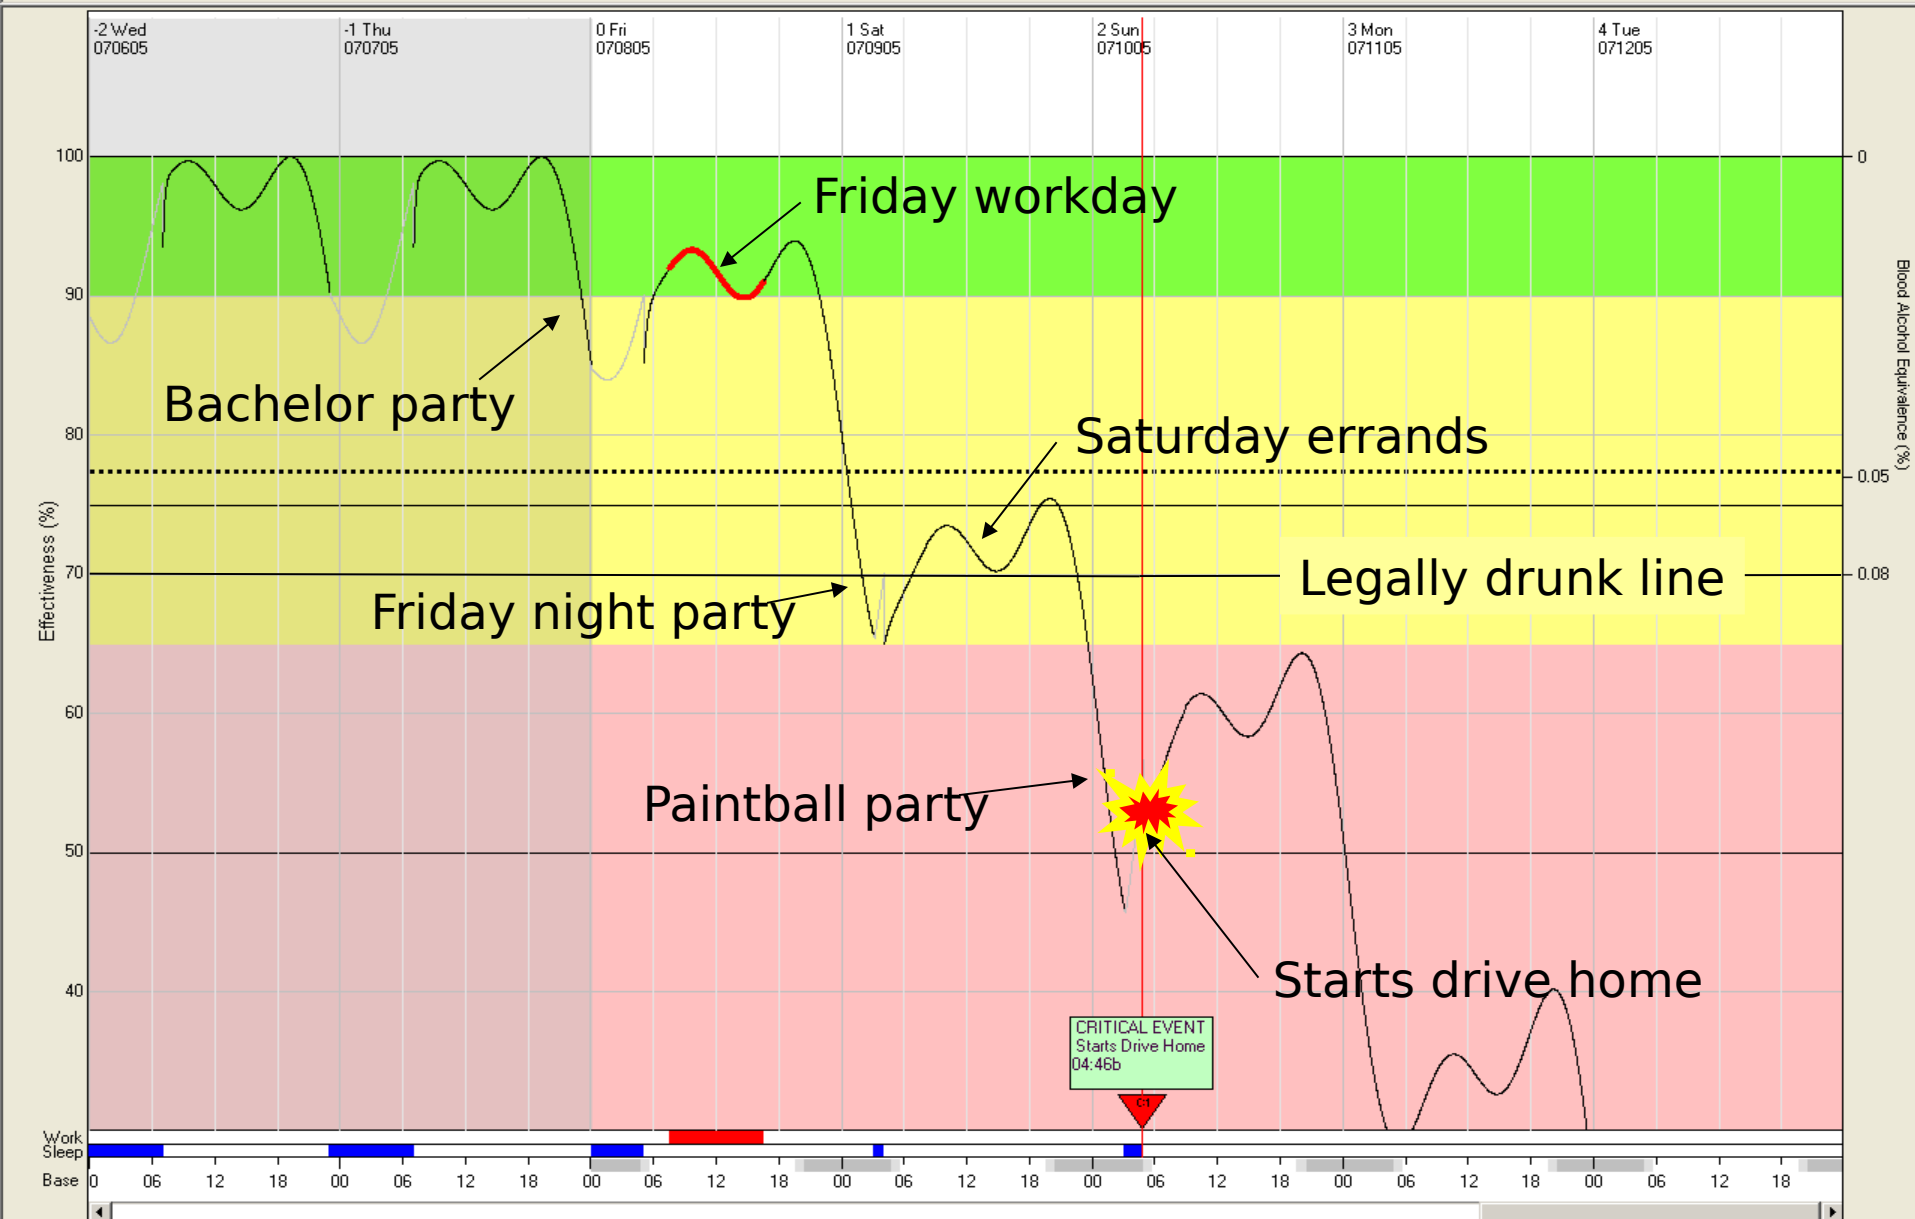 -2 Wed
070605
-1 Thu
070705
0 Fri
070805
1 Sat
070905
2 Sun
071005
3 Mon
071105
4 Tue
071205
100
90
80
70
60
50
40
Effectiveness (%)
0
0.05
0.08
Blood Alcohol Equivalence (%)
Friday workday
Bachelor party
Saturday errands
Legally drunk line
Friday night party
Paintball party
Starts drive home
CRITICAL EVENT
Starts Drive Home
04:46b
C1
Work
Sleep
Base
0 06 12 18 00 06 12 18 00 06 12 18 00 06 12 18 00 06 12 18 00 06 12 18 00 06 12 18